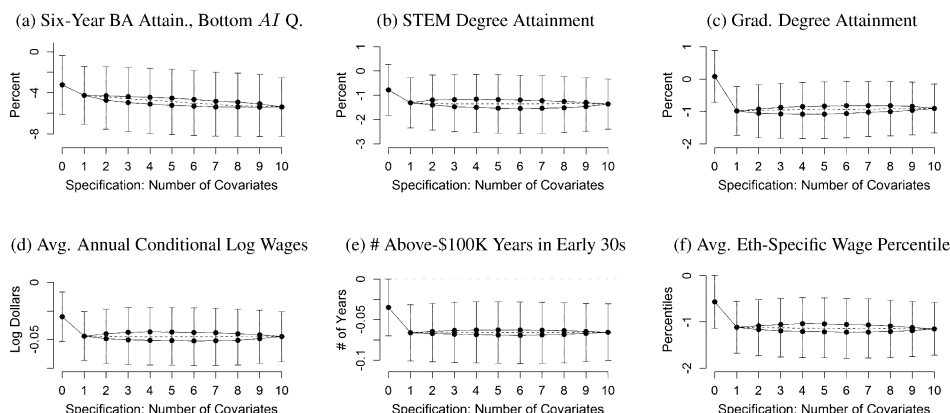 (a) Six-Year BA Attain., Bottom AI Q.
(b) STEM Degree Attainment
(c) Grad. Degree Attainment
Percent
0
-4
-8
0 1 2 3 4 5 6 7 8 9 10
Specification: Number of Covariates
Percent
1
0
-1
-2
-3
0 1 2 3 4 5 6 7 8 9 10
Specification: Number of Covariates
Percent
1
0
-1
-2
0 1 2 3 4 5 6 7 8 9 10
Specification: Number of Covariates
(d) Avg. Annual Conditional Log Wages
(e) # Above-$100K Years in Early 30s
(f) Avg. Eth-Specific Wage Percentile
Log Dollars
0
-0.05
0 1 2 3 4 5 6 7 8 9 10
Specification: Number of Covariates
# of Years
0
-0.05
-0.1
0 1 2 3 4 5 6 7 8 9 10
Specification: Number of Covariates
Percentiles
0
-1
-2
0 1 2 3 4 5 6 7 8 9 10
Specification: Number of Covariates